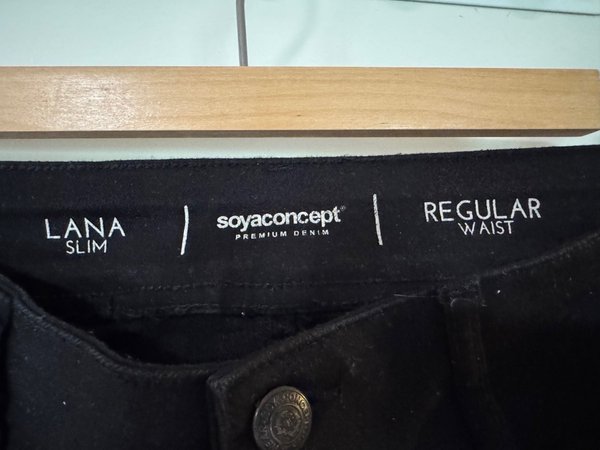 LANA
SLIM
soyaconcept®
PREMIUM DENIM
REGULAR
WAIST